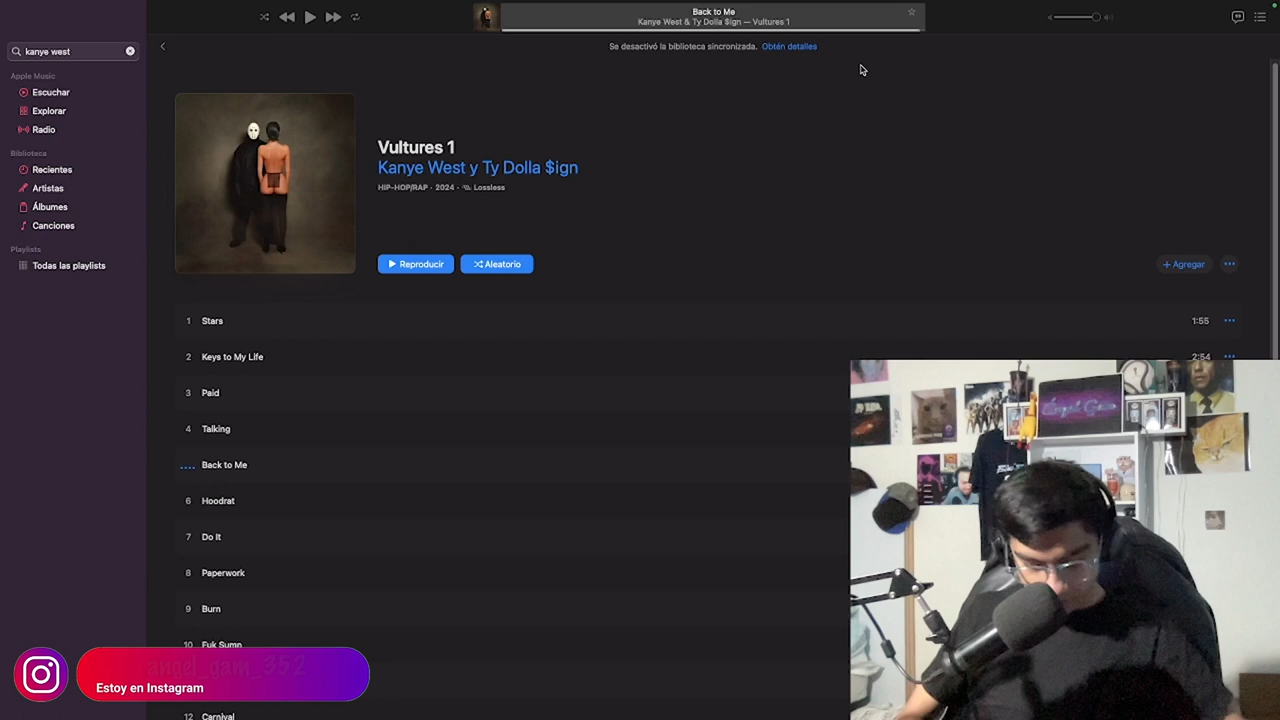 Back to Me
Kanye West & Ty Dolla $ign — Vultures 1
kanye west
Se desactivó la biblioteca sincronizada. Obtén detalles
Apple Music
Escuchar
Explorar
Radio
Biblioteca
Recientes
Artistas
Álbumes
Canciones
Playlists
Todas las playlists
Vultures 1
Kanye West y Ty Dolla $ign
HIP-HOP/RAP · 2024 · Lossless
Reproducir
Aleatorio
+ Agregar
1 Stars 1:55
2 Keys to My Life 2:54
3 Paid
4 Talking
Back to Me
6 Hoodrat
7 Do It
8 Paperwork
9 Burn
10 Fuk Sumn
12 Carnival
angel_gam_352
Estoy en Instagram